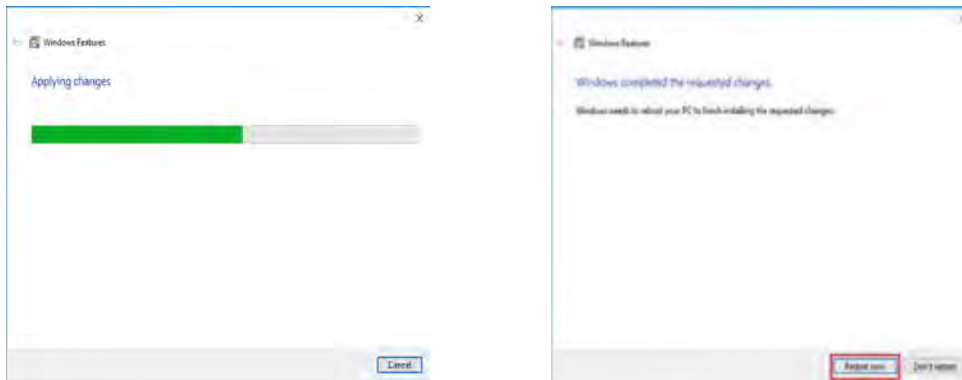 Windows Features
Applying changes
Cancel
Windows Features
Windows completed the requested changes.
Windows needs to reboot your PC to finish installing the requested changes.
Restart now
Don't restart